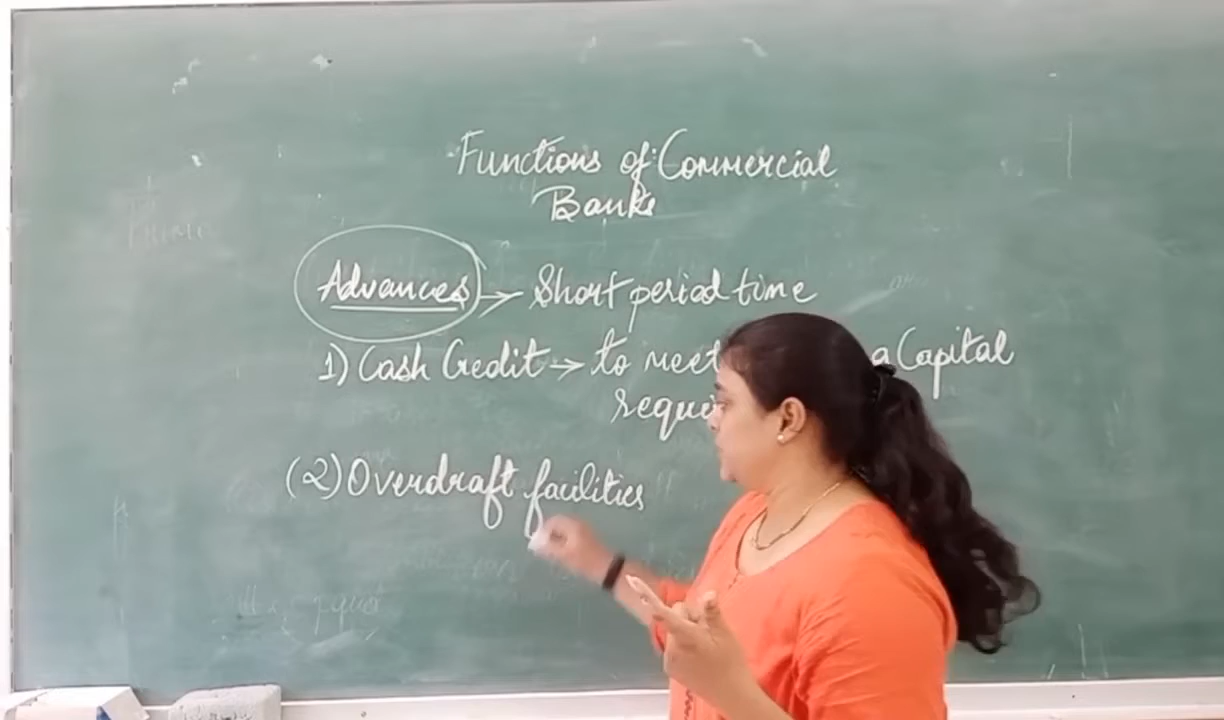 Functions of Commercial
Banks
Advances → Short period time
1) Cash Credit → to meet a Capital
requi
(2) Overdraft facilities